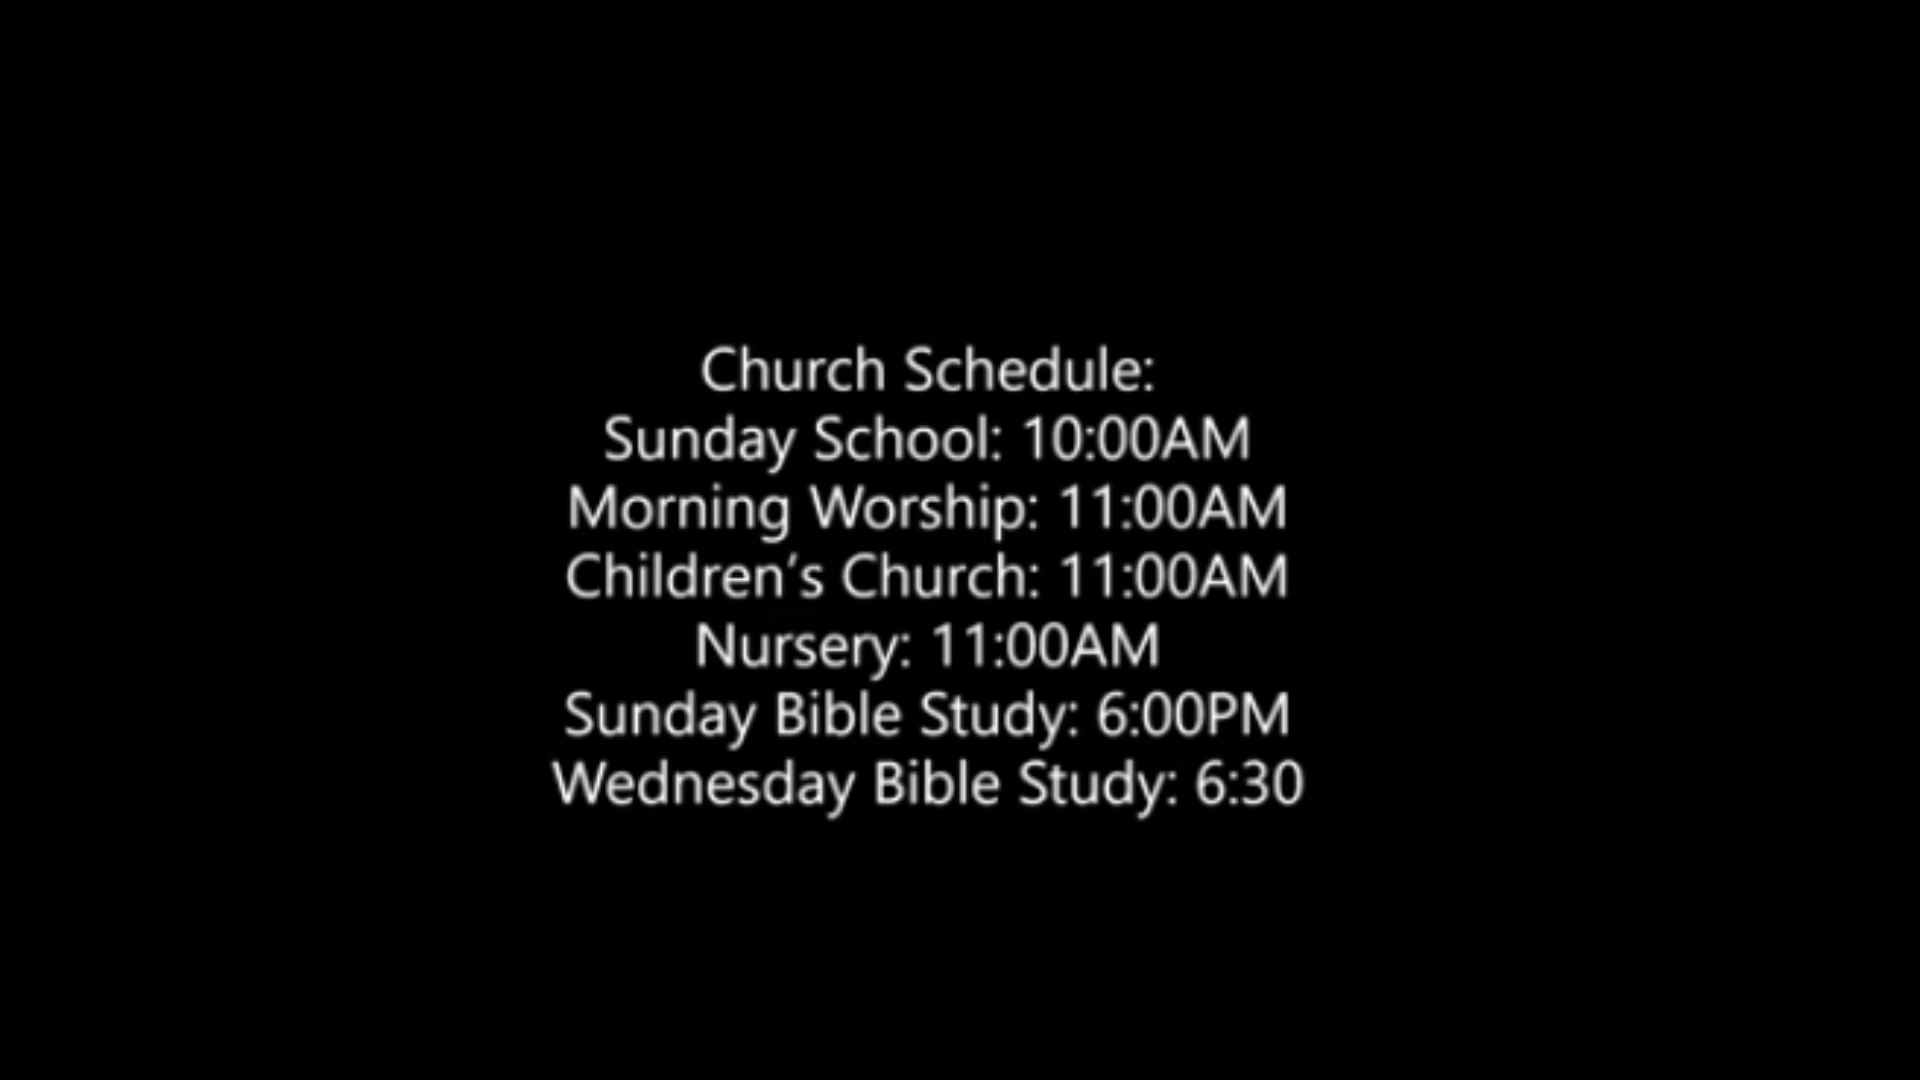 Church Schedule:
Sunday School: 10:00AM
Morning Worship: 11:00AM
Children’s Church: 11:00AM
Nursery: 11:00AM
Sunday Bible Study: 6:00PM
Wednesday Bible Study: 6:30